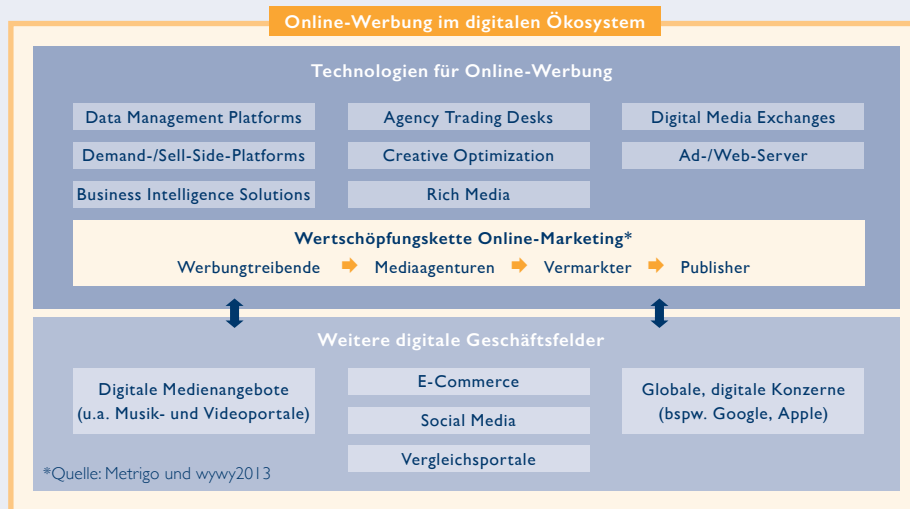 Online-Werbung im digitalen Ökosystem
Technologien für Online-Werbung
Data Management Platforms
Agency Trading Desks
Digital Media Exchanges
Demand-/Sell-Side-Platforms
Creative Optimization
Ad-/Web-Server
Business Intelligence Solutions
Rich Media
Wertschöpfungskette Online-Marketing*
Werbungtreibende Mediaagenturen Vermarkter Publisher
Weitere digitale Geschäftsfelder
Digitale Medienangebote
(u.a. Musik- und Videoportale)
E-Commerce
Social Media
Vergleichsportale
Globale, digitale Konzerne
(bspw. Google, Apple)
*Quelle: Metrigo und wywy2013